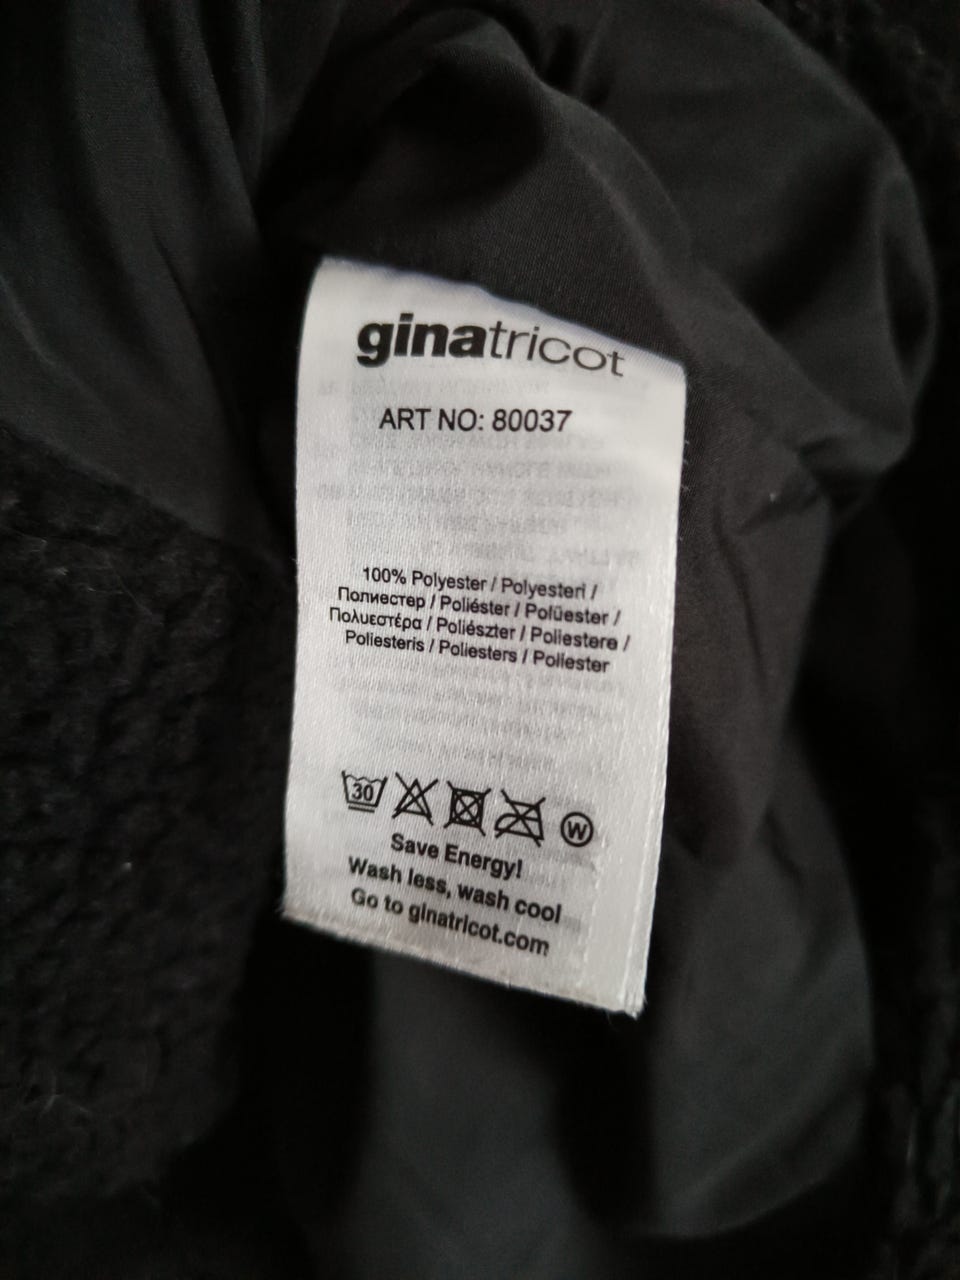 ginatricot
ART NO: 80037
100% Polyester / Polyesteri /
Полиестер / Poliéster / Polüester /
Πολυεστέρα / Poliészter / Poliestere /
Poliesteris / Poliesters / Poliester
30
W
Save Energy!
Wash less, wash cool
Go to ginatricot.com